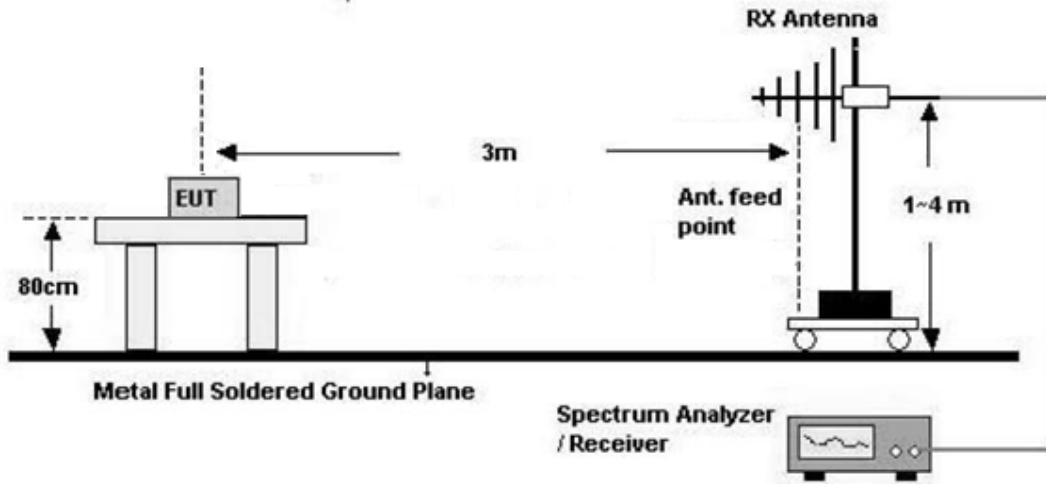 RX Antenna
3m
EUT
Ant. feed
point
1~4 m
80cm
Metal Full Soldered Ground Plane
Spectrum Analyzer
/ Receiver